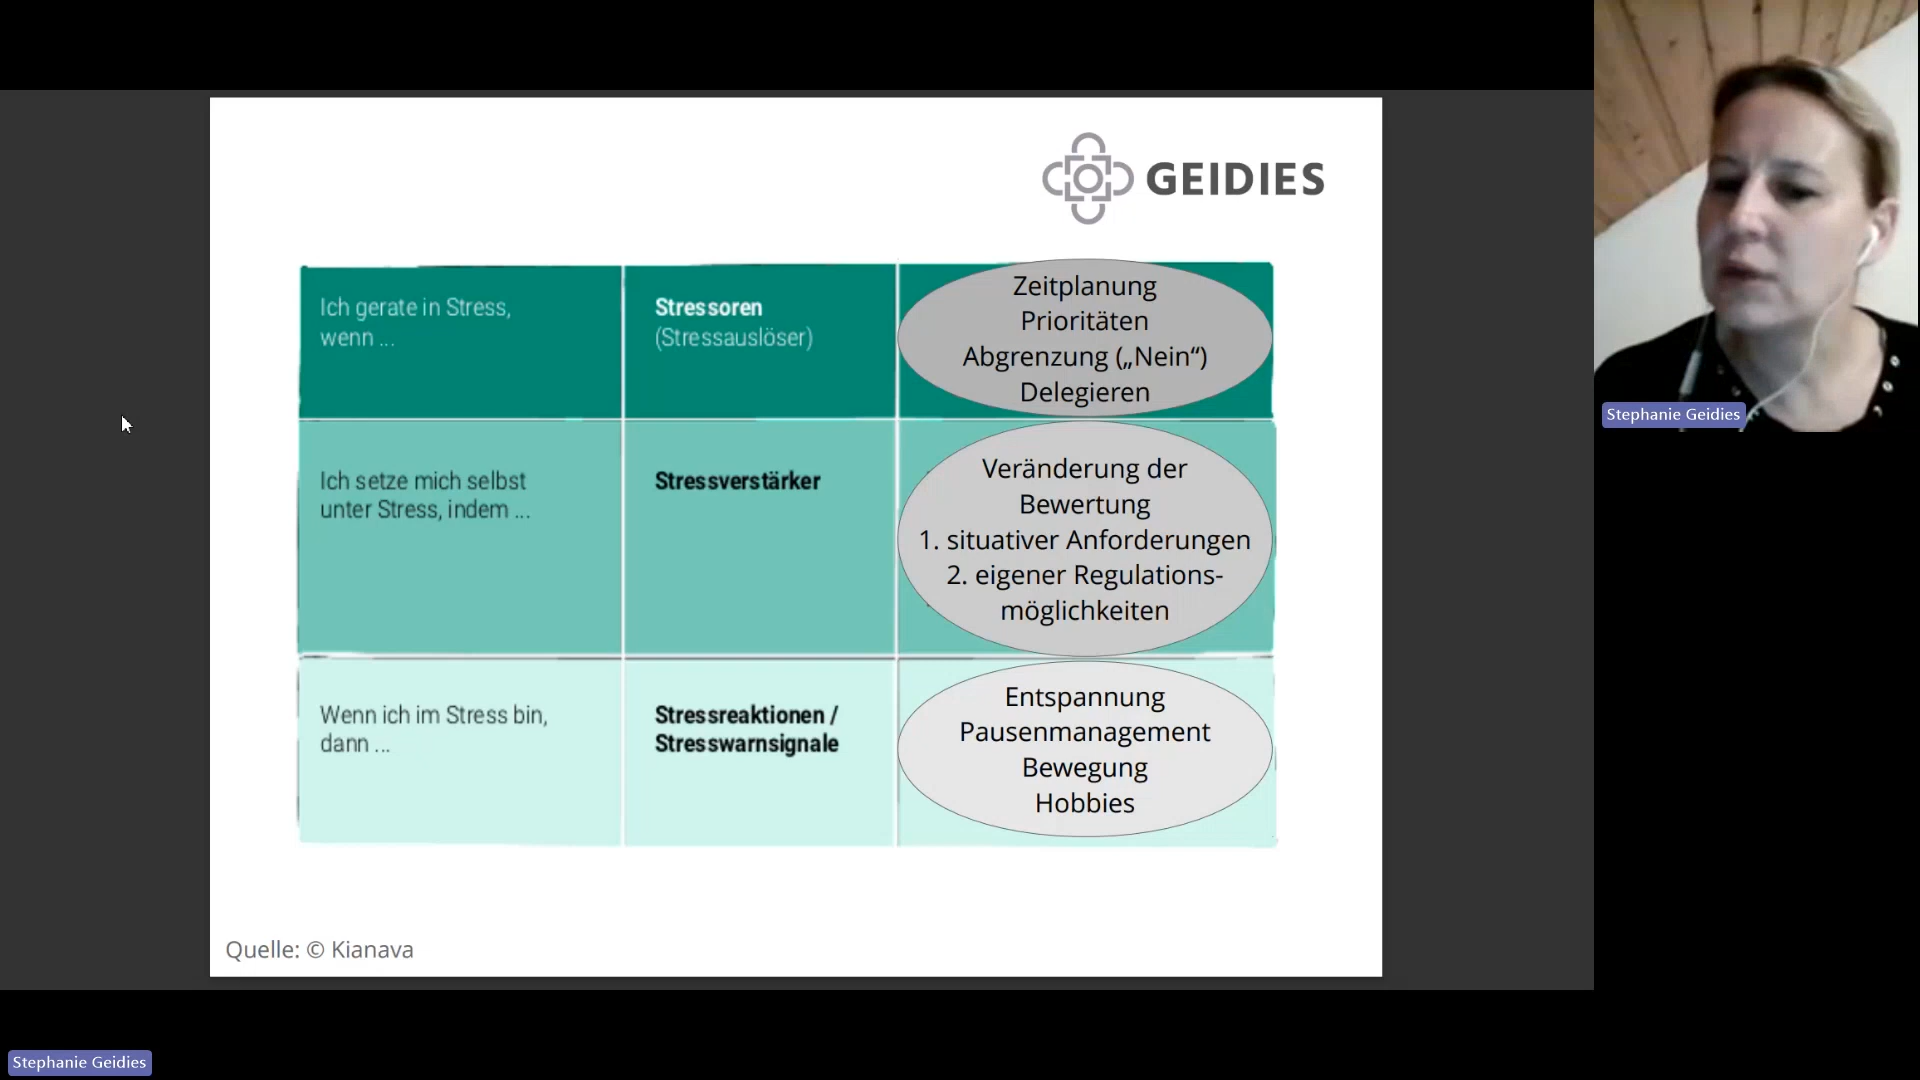 GEIDIES
Ich gerate in Stress,
wenn ...
Stressoren
(Stressauslöser)
Zeitplanung
Prioritäten
Abgrenzung („Nein“)
Delegieren
Ich setze mich selbst
unter Stress, indem ...
Stressverstärker
Veränderung der
Bewertung
1. situativer Anforderungen
2. eigener Regulations-
möglichkeiten
Wenn ich im Stress bin,
dann ...
Stressreaktionen /
Stresswarnsignale
Entspannung
Pausenmanagement
Bewegung
Hobbies
Quelle: © Kianava
Stephanie Geidies
Stephanie Geidies